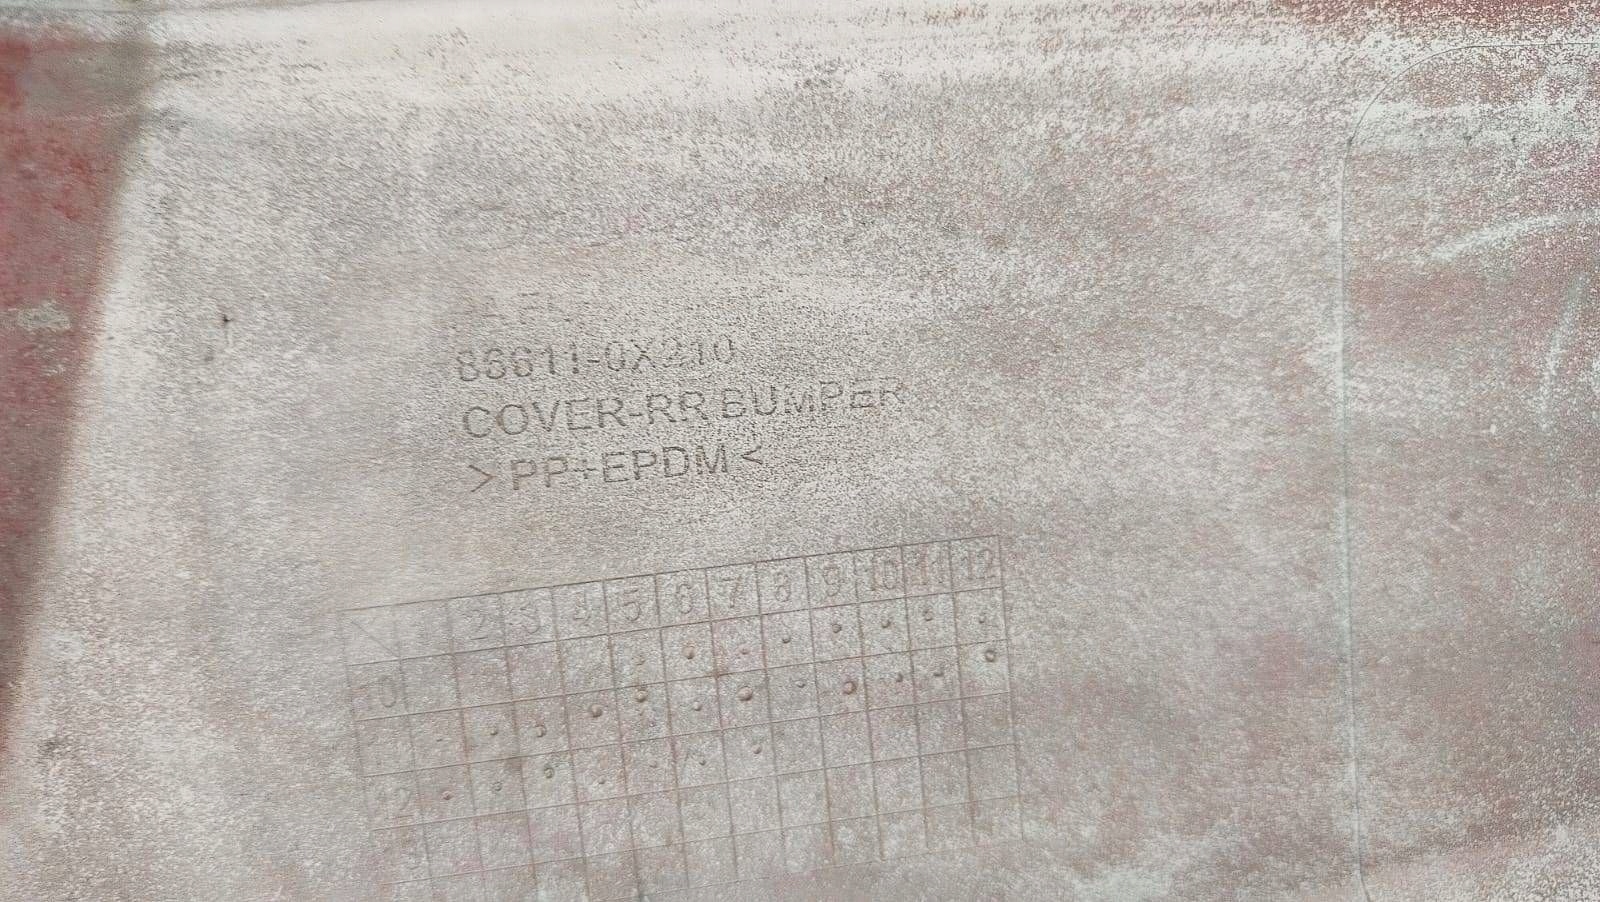 86611-0X210
COVER-RR BUMPER
>PP+EPDM<
2 3 4 5 6 7 8 9 10 11 12
10
12